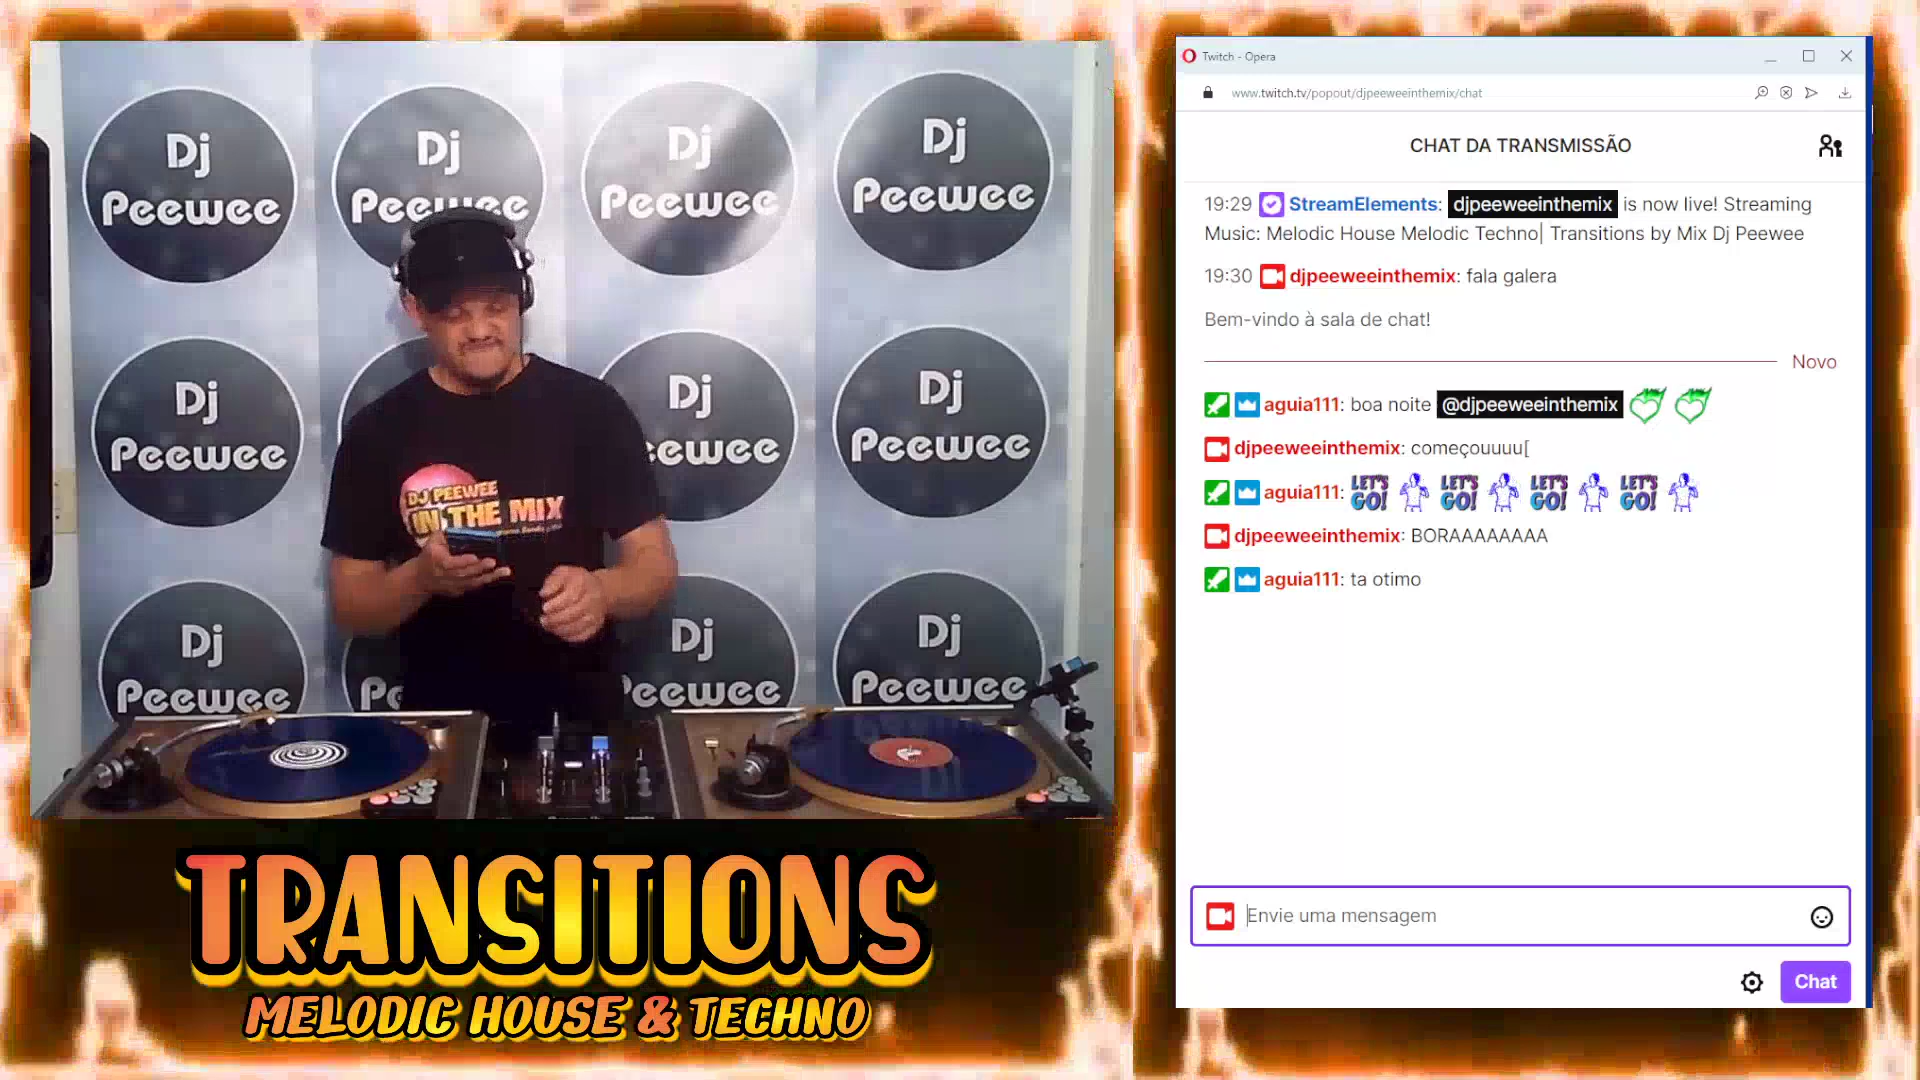 Dj
Peewee
Dj
Peewee
Dj
Peewee
Dj
Peewee
Dj
Peewee
Dj
Peewee
Dj
Peewee
Dj
Peewee
Dj
Peewee
Dj
Peewee
DJ PEEWEE
IN THE MIX
TRANSITIONS
MELODIC HOUSE & TECHNO
Twitch - Opera
www.twitch.tv/popout/djpeeweeinthemix/chat
CHAT DA TRANSMISSÃO
19:29 StreamElements: djpeeweeinthemix is now live! Streaming
Music: Melodic House Melodic Techno| Transitions by Mix Dj Peewee
19:30 djpeeweeinthemix: fala galera
Bem-vindo à sala de chat!
Novo
aguia111: boa noite @djpeeweeinthemix
djpeeweeinthemix: começouuuu[
aguia111: LET'S GO! LET'S GO! LET'S GO! LET'S GO!
djpeeweeinthemix: BORAAAAAAAA
aguia111: ta otimo
Envie uma mensagem
Chat